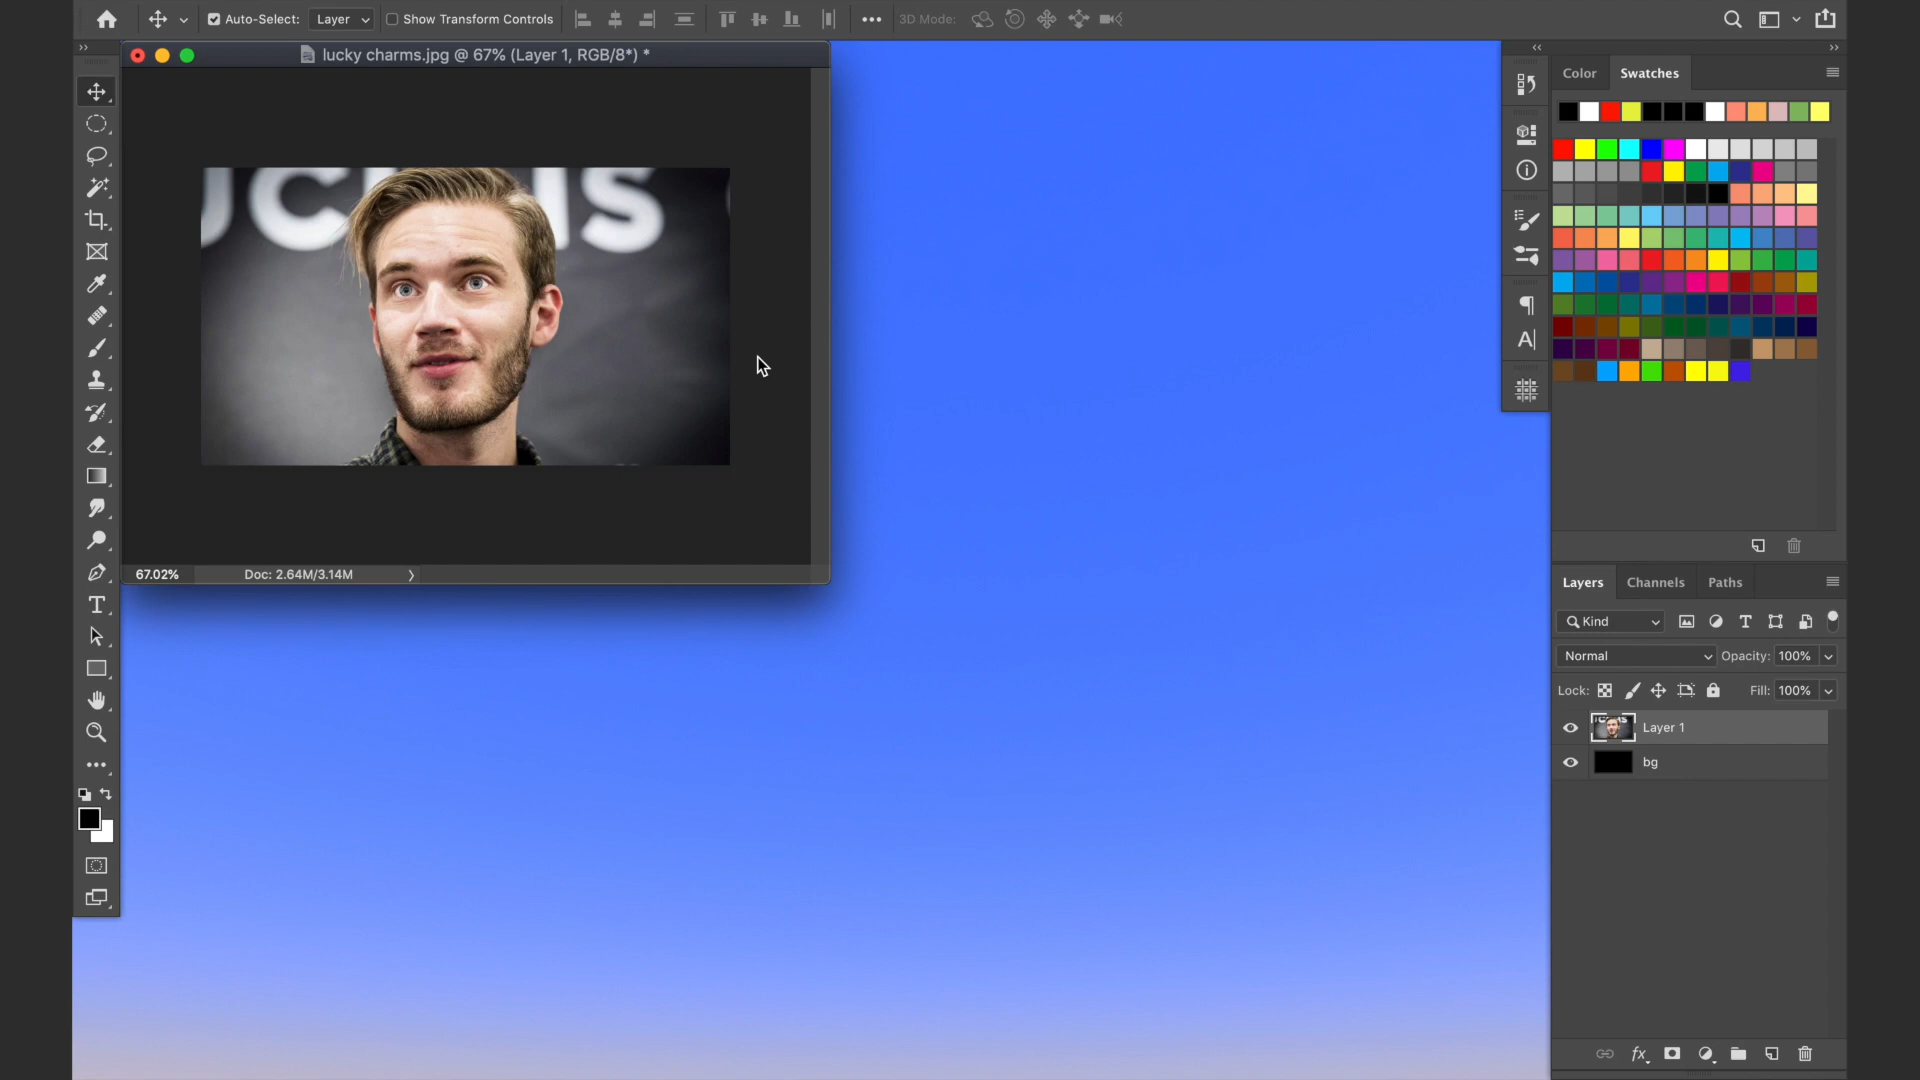 Auto-Select: Layer Show Transform Controls 3D Mode:
lucky charms.jpg @ 67% (Layer 1, RGB/8*) *
67.02% Doc: 2.64M/3.14M
Color Swatches
Layers Channels Paths
Kind
Normal Opacity: 100%
Lock: Fill: 100%
Layer 1
bg